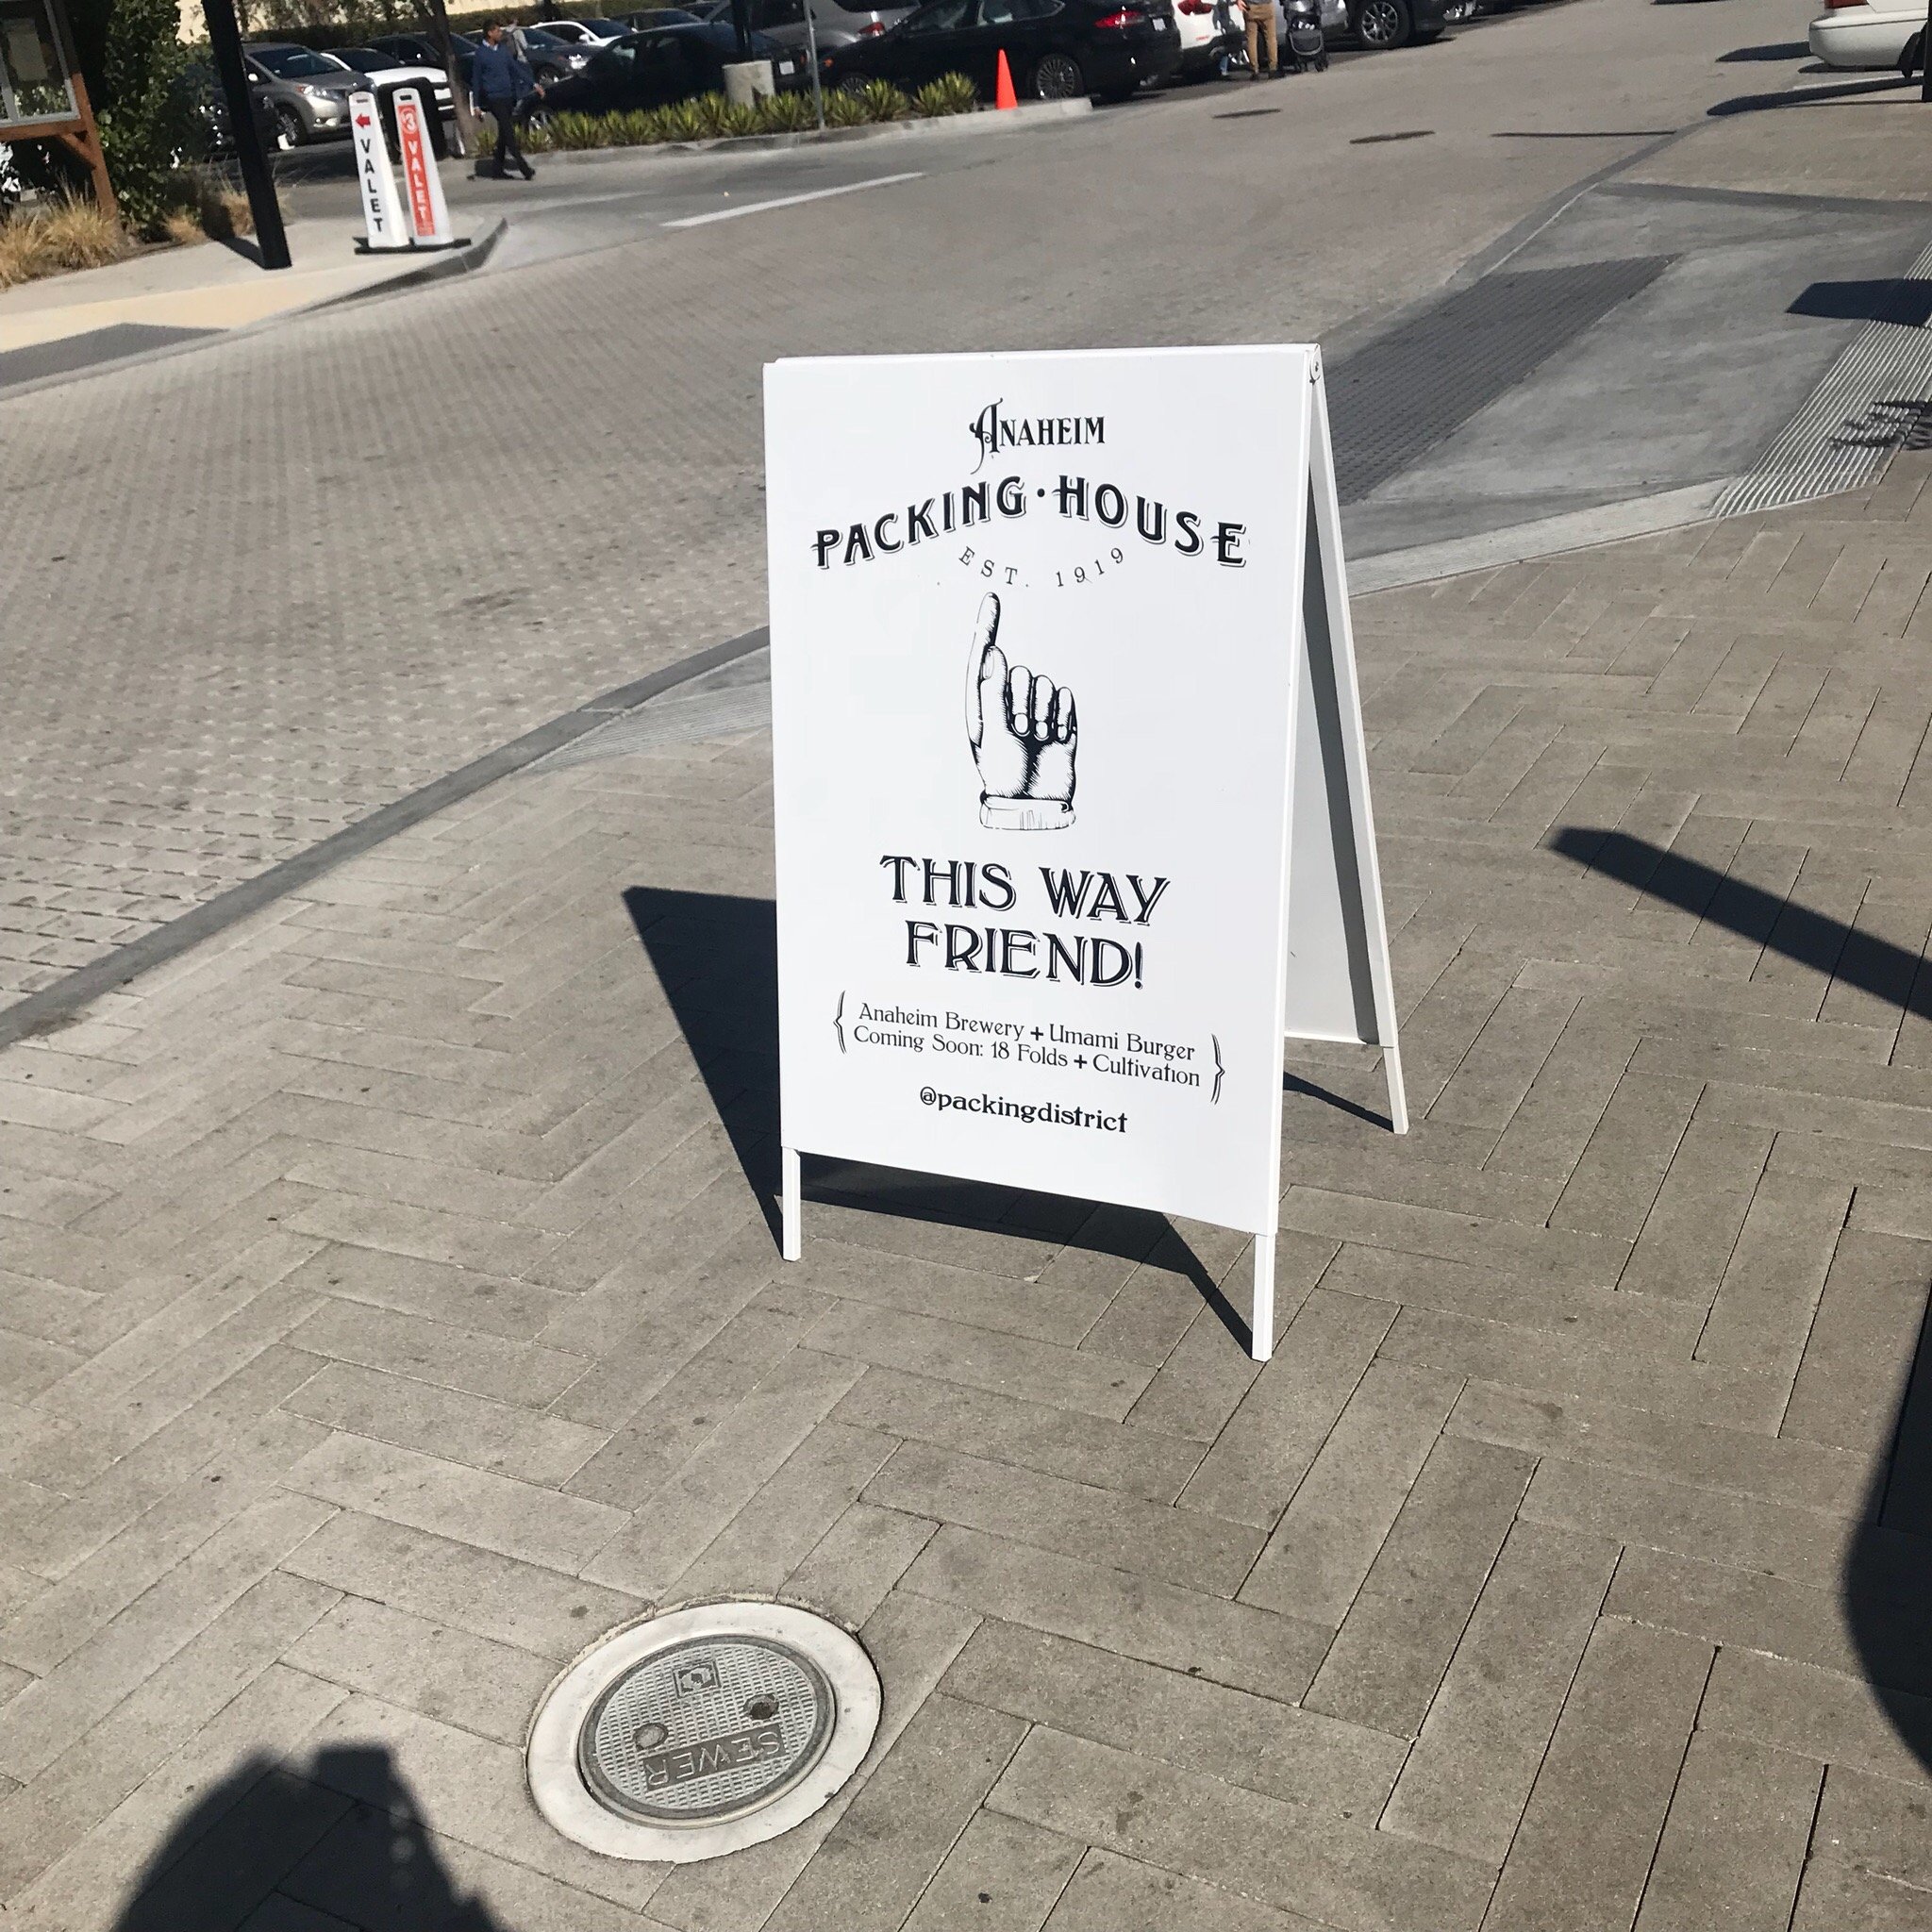 VALET
3 VALET
ANAHEIM
PACKING·HOUSE
EST. 1919
THIS WAY
FRIEND!
{ Anaheim Brewery + Umami Burger
Coming Soon: 18 Folds + Cultivation }
@packingdistrict
SEWER